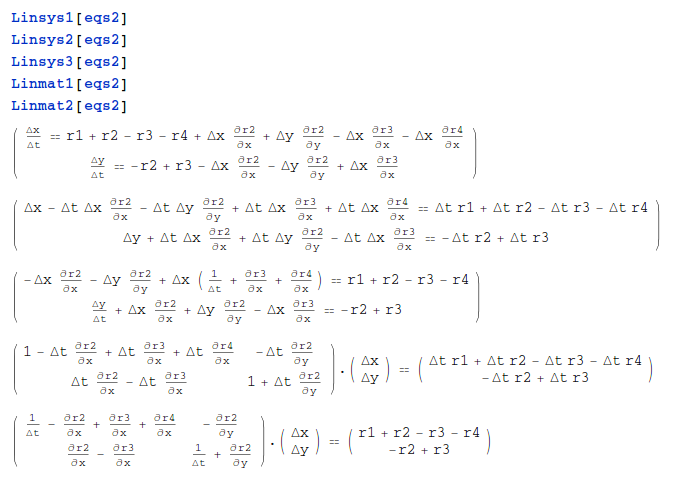 Linsys1[eqs2]
Linsys2[eqs2]
Linsys3[eqs2]
Linmat1[eqs2]
Linmat2[eqs2]
( Δx/Δt == r1 + r2 - r3 - r4 + Δx ∂r2/∂x + Δy ∂r2/∂y - Δx ∂r3/∂x - Δx ∂r4/∂x
Δy/Δt == -r2 + r3 - Δx ∂r2/∂x - Δy ∂r2/∂y + Δx ∂r3/∂x )
( Δx - Δt Δx ∂r2/∂x - Δt Δy ∂r2/∂y + Δt Δx ∂r3/∂x + Δt Δx ∂r4/∂x == Δt r1 + Δt r2 - Δt r3 - Δt r4
Δy + Δt Δx ∂r2/∂x + Δt Δy ∂r2/∂y - Δt Δx ∂r3/∂x == -Δt r2 + Δt r3 )
( -Δx ∂r2/∂x - Δy ∂r2/∂y + Δx ( 1/Δt + ∂r3/∂x + ∂r4/∂x ) == r1 + r2 - r3 - r4
Δy/Δt + Δx ∂r2/∂x + Δy ∂r2/∂y - Δx ∂r3/∂x == -r2 + r3 )
( 1 - Δt ∂r2/∂x + Δt ∂r3/∂x + Δt ∂r4/∂x -Δt ∂r2/∂y ) . ( Δx ) == ( Δt r1 + Δt r2 - Δt r3 - Δt r4 )
( Δt ∂r2/∂x - Δt ∂r3/∂x 1 + Δt ∂r2/∂y ) ( Δy ) ( -Δt r2 + Δt r3 )
( 1/Δt - ∂r2/∂x + ∂r3/∂x + ∂r4/∂x -∂r2/∂y ) . ( Δx ) == ( r1 + r2 - r3 - r4 )
( ∂r2/∂x - ∂r3/∂x 1/Δt + ∂r2/∂y ) ( Δy ) ( -r2 + r3 )